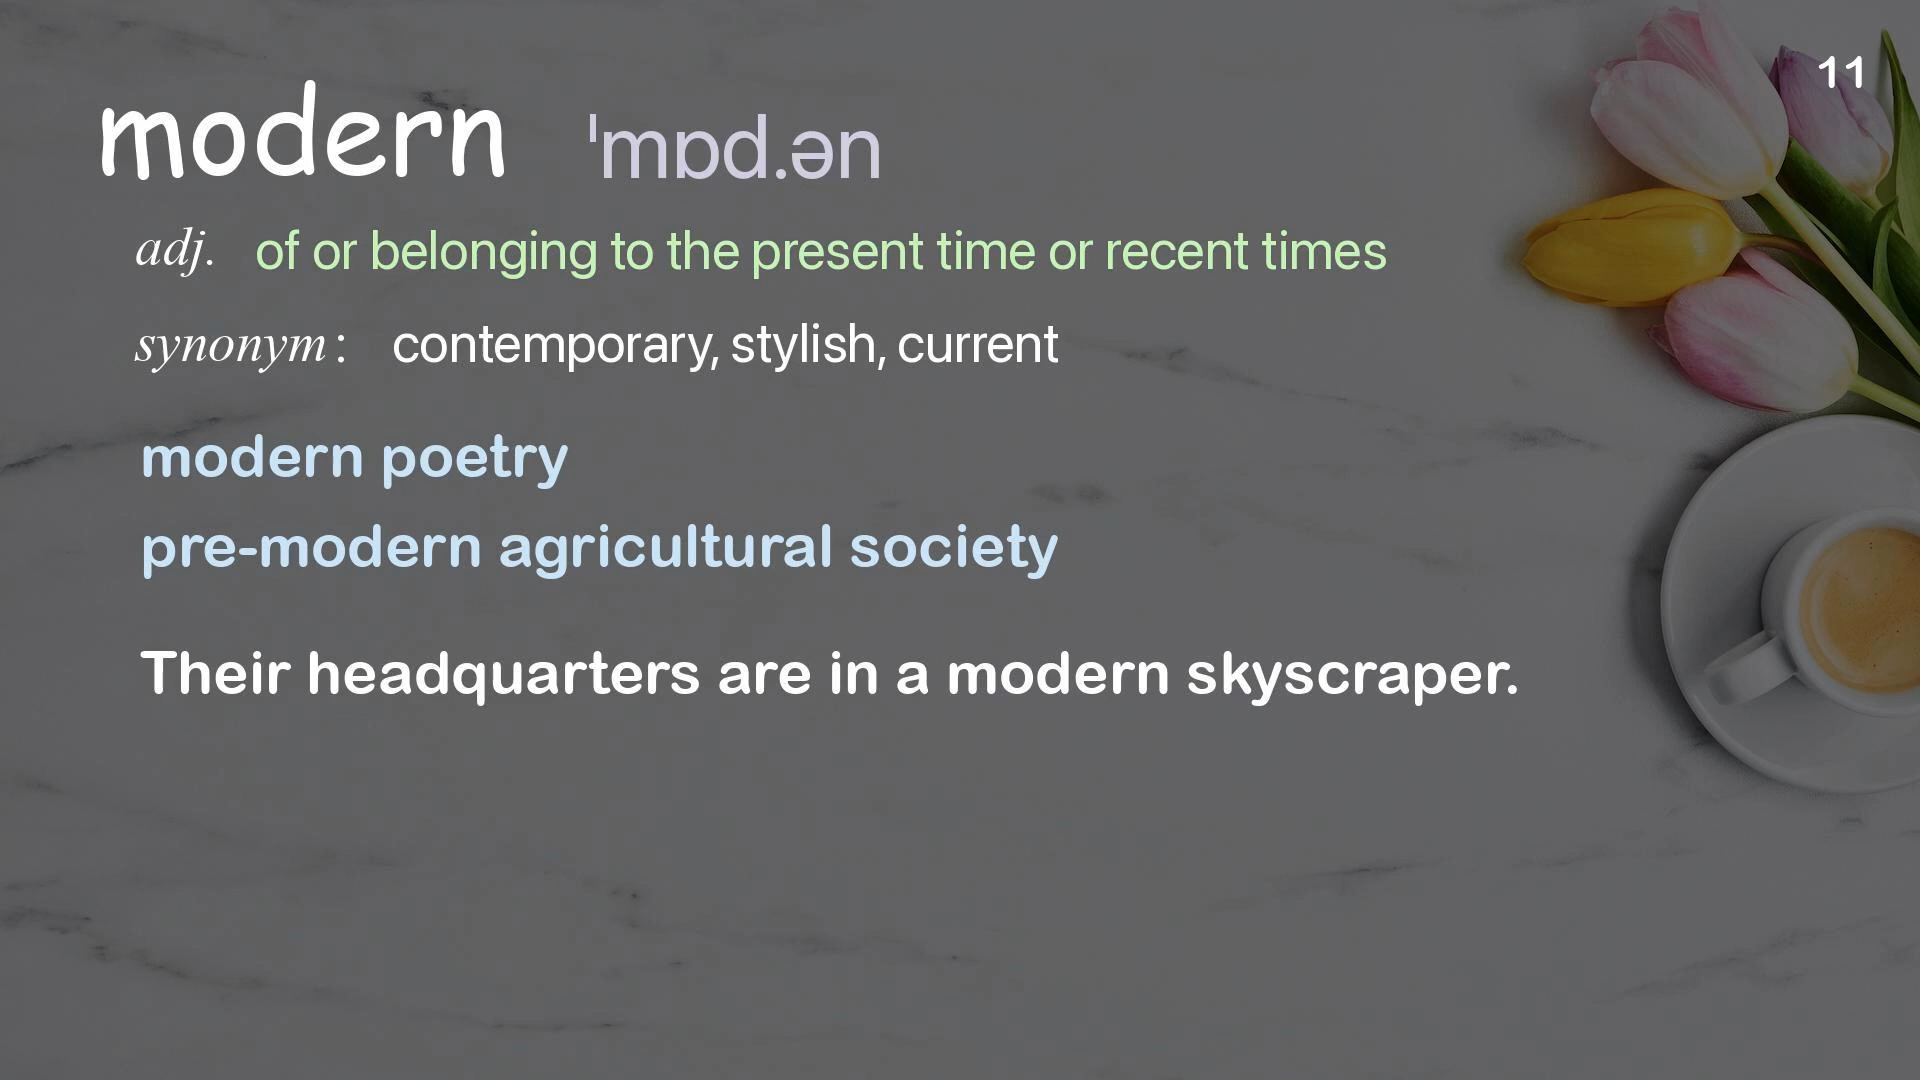 11
modern ˈmɒd.ən
adj. of or belonging to the present time or recent times
synonym: contemporary, stylish, current
modern poetry
pre-modern agricultural society
Their headquarters are in a modern skyscraper.